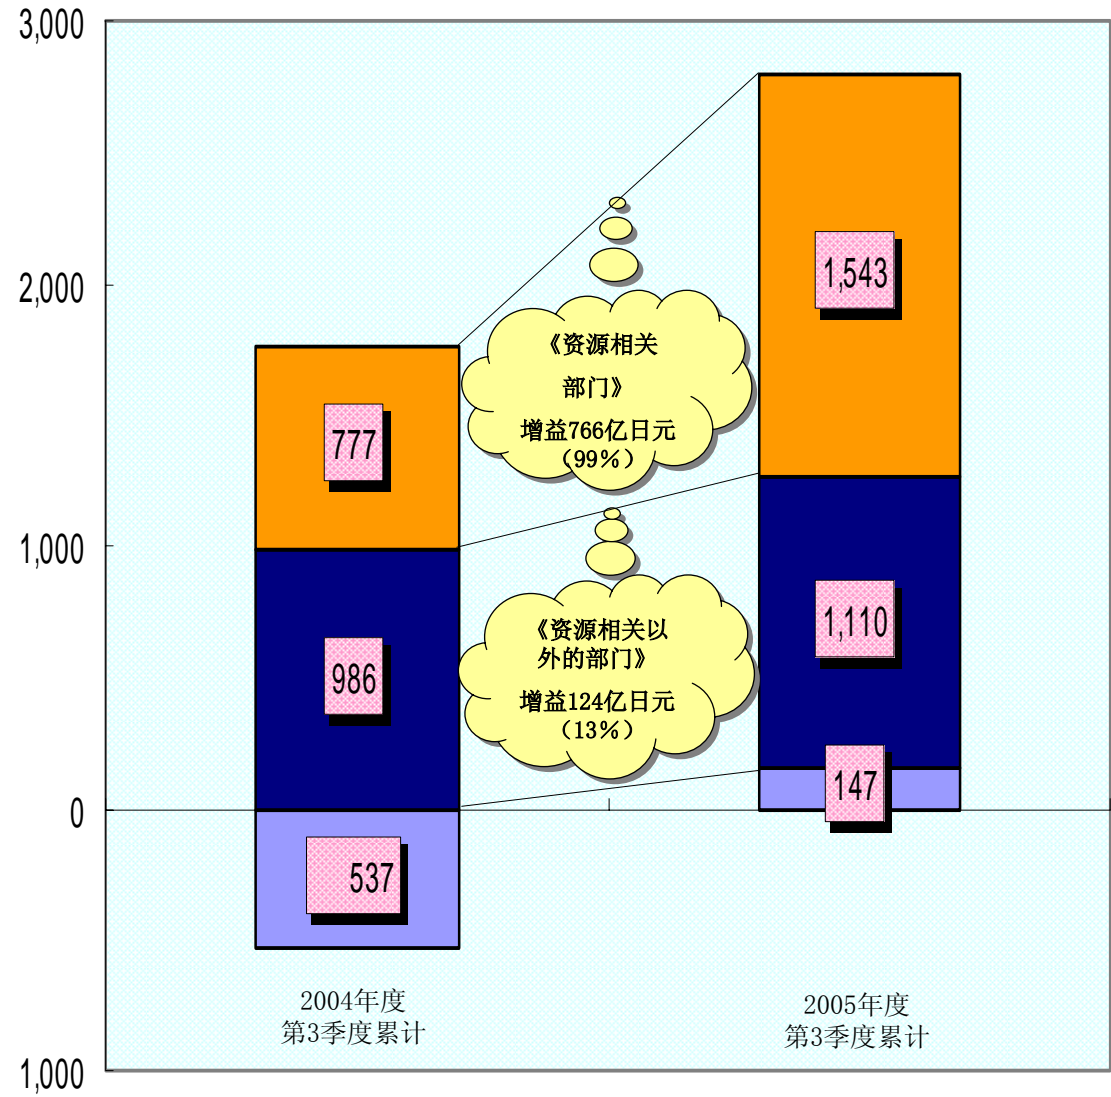 3,000
2,000
1,000
0
1,000
777
986
537
1,543
1,110
147
《资源相关
部门》
增益766亿日元
（99％）
《资源相关以
外的部门》
增益124亿日元
（13％）
2004年度
第3季度累计
2005年度
第3季度累计